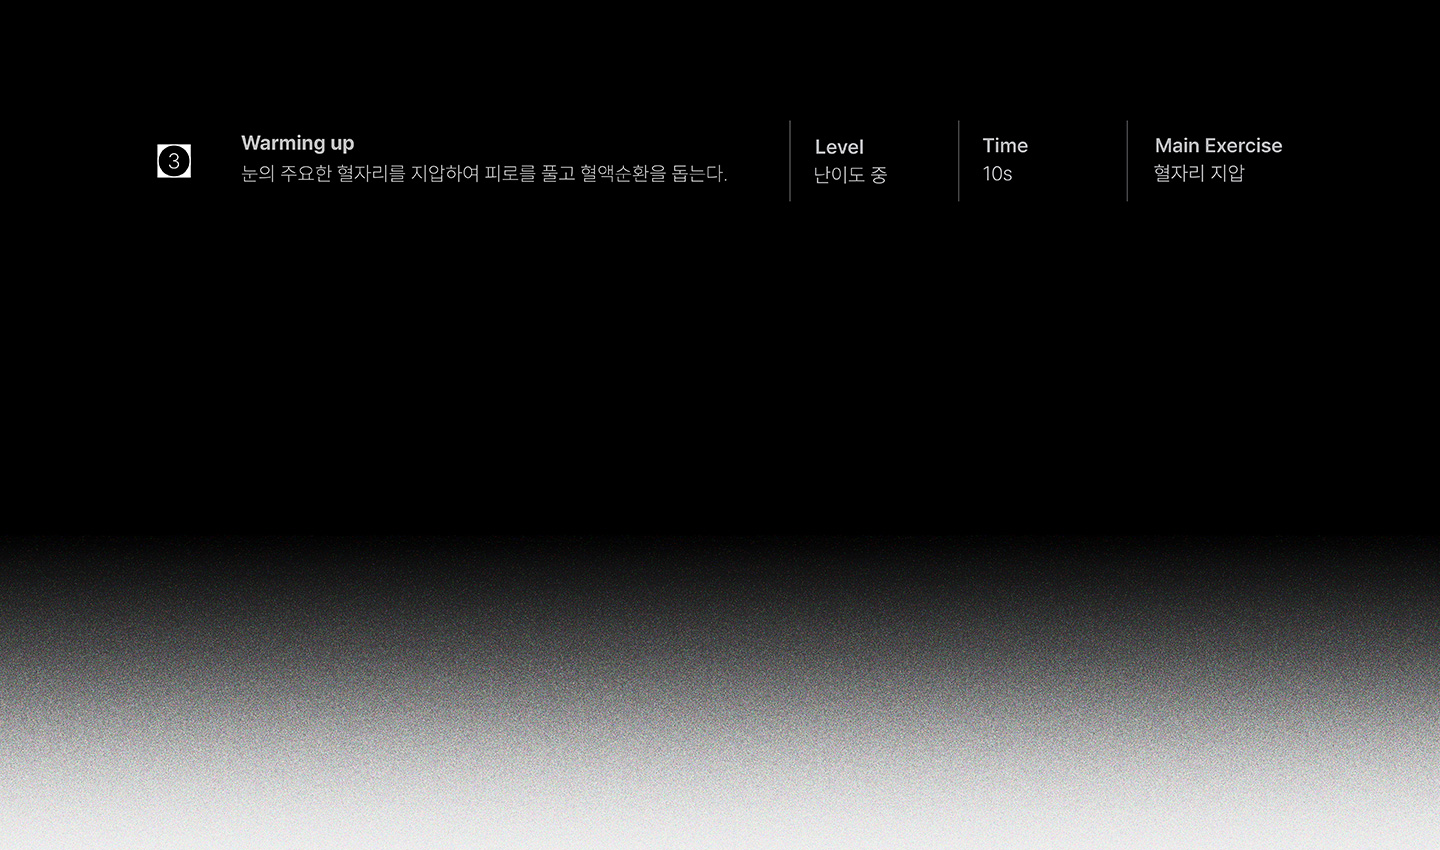 3
Warming up
눈의 주요한 혈자리를 지압하여 피로를 풀고 혈액순환을 돕는다.
Level
난이도 중
Time
10s
Main Exercise
혈자리 지압